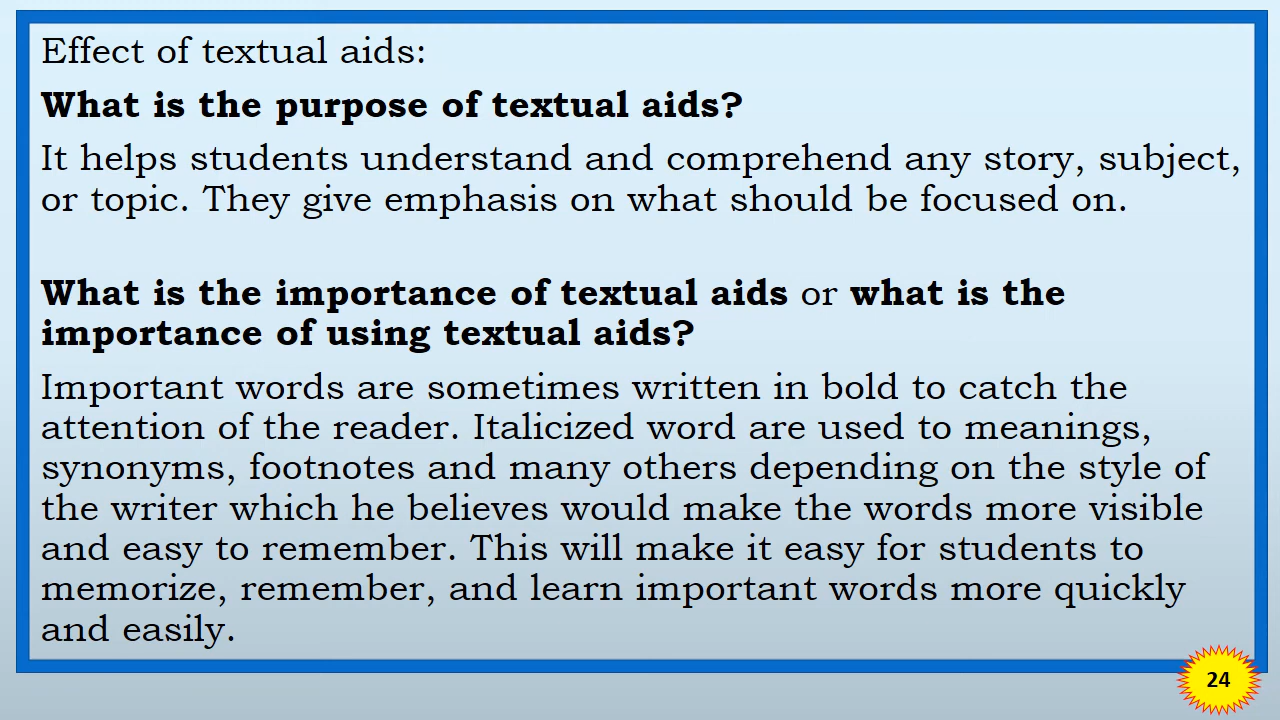 Effect of textual aids:
What is the purpose of textual aids?
It helps students understand and comprehend any story, subject,
or topic. They give emphasis on what should be focused on.
What is the importance of textual aids or what is the
importance of using textual aids?
Important words are sometimes written in bold to catch the
attention of the reader. Italicized word are used to meanings,
synonyms, footnotes and many others depending on the style of
the writer which he believes would make the words more visible
and easy to remember. This will make it easy for students to
memorize, remember, and learn important words more quickly
and easily.
24